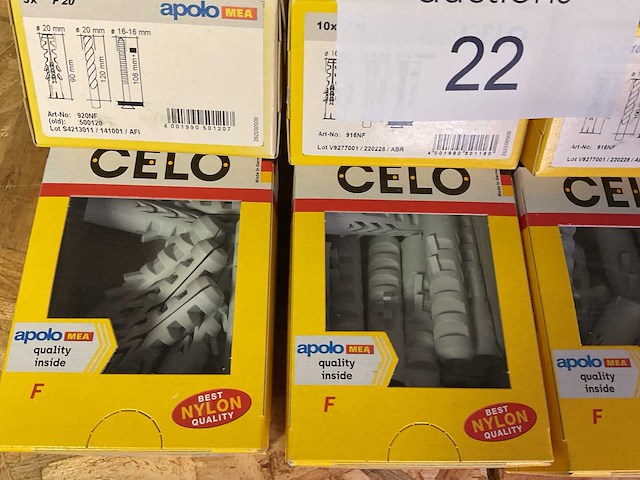 F 20
apolo MEA
ø 20 mm
ø 20 mm
ø 16-16 mm
90 mm
120 mm
106 mm
Art-No: 920NF
(old): 500120
Lot S4213011 / 141001 / AFI
4 001990 501207
CELO
apolo MEA
quality
inside
F
BEST
NYLON
QUALITY
10x
22
Art-No: 916NF
Lot V9277001 / 220228 / ABR
CELO
apolo MEA
quality
inside
F
BEST
NYLON
QUALITY
Art-No: 916NF
Lot V9277001 / 220228 /
CELO
apolo MEA
quality
inside
F